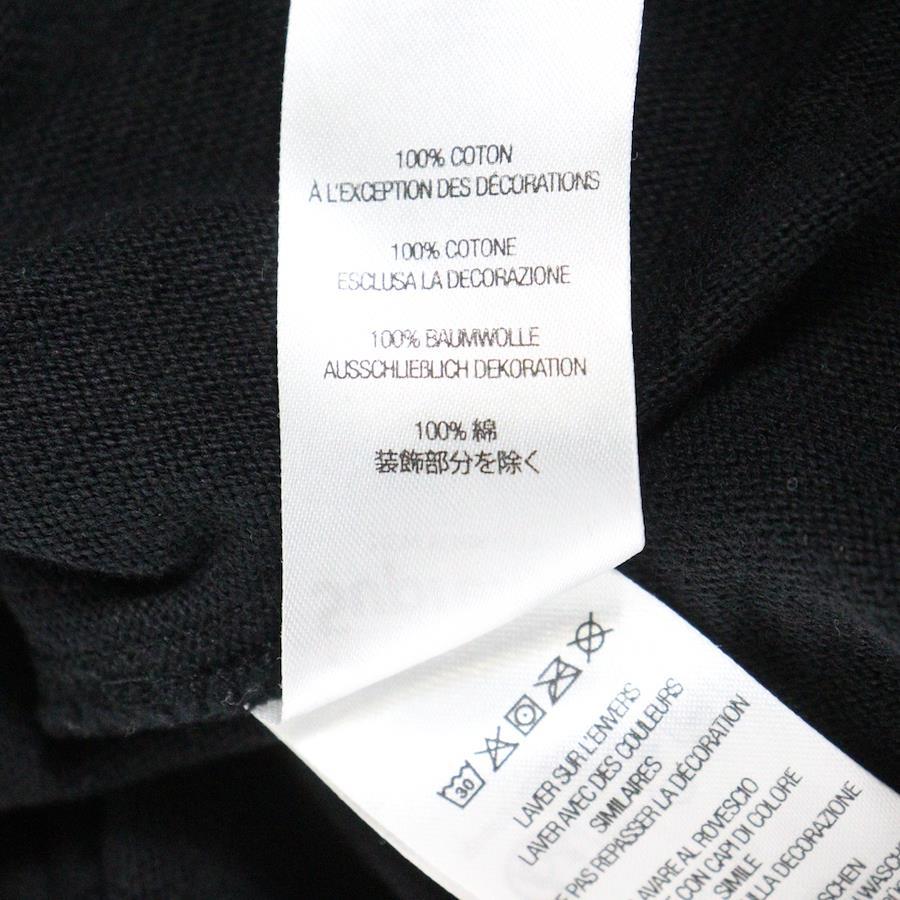 100% COTON
À L'EXCEPTION DES DÉCORATIONS
100% COTONE
ESCLUSA LA DECORAZIONE
100% BAUMWOLLE
AUSSCHLIEßLICH DEKORATION
100% 綿
装飾部分を除く
30
LAVER SUR L'ENVERS
LAVER AVEC DES COULEURS
SIMILAIRES
PAS REPASSER LA DÉCORATION
LAVARE AL ROVESCIO
CON CAPI DI COLORE
SIMILE
LA DECORAZIONE